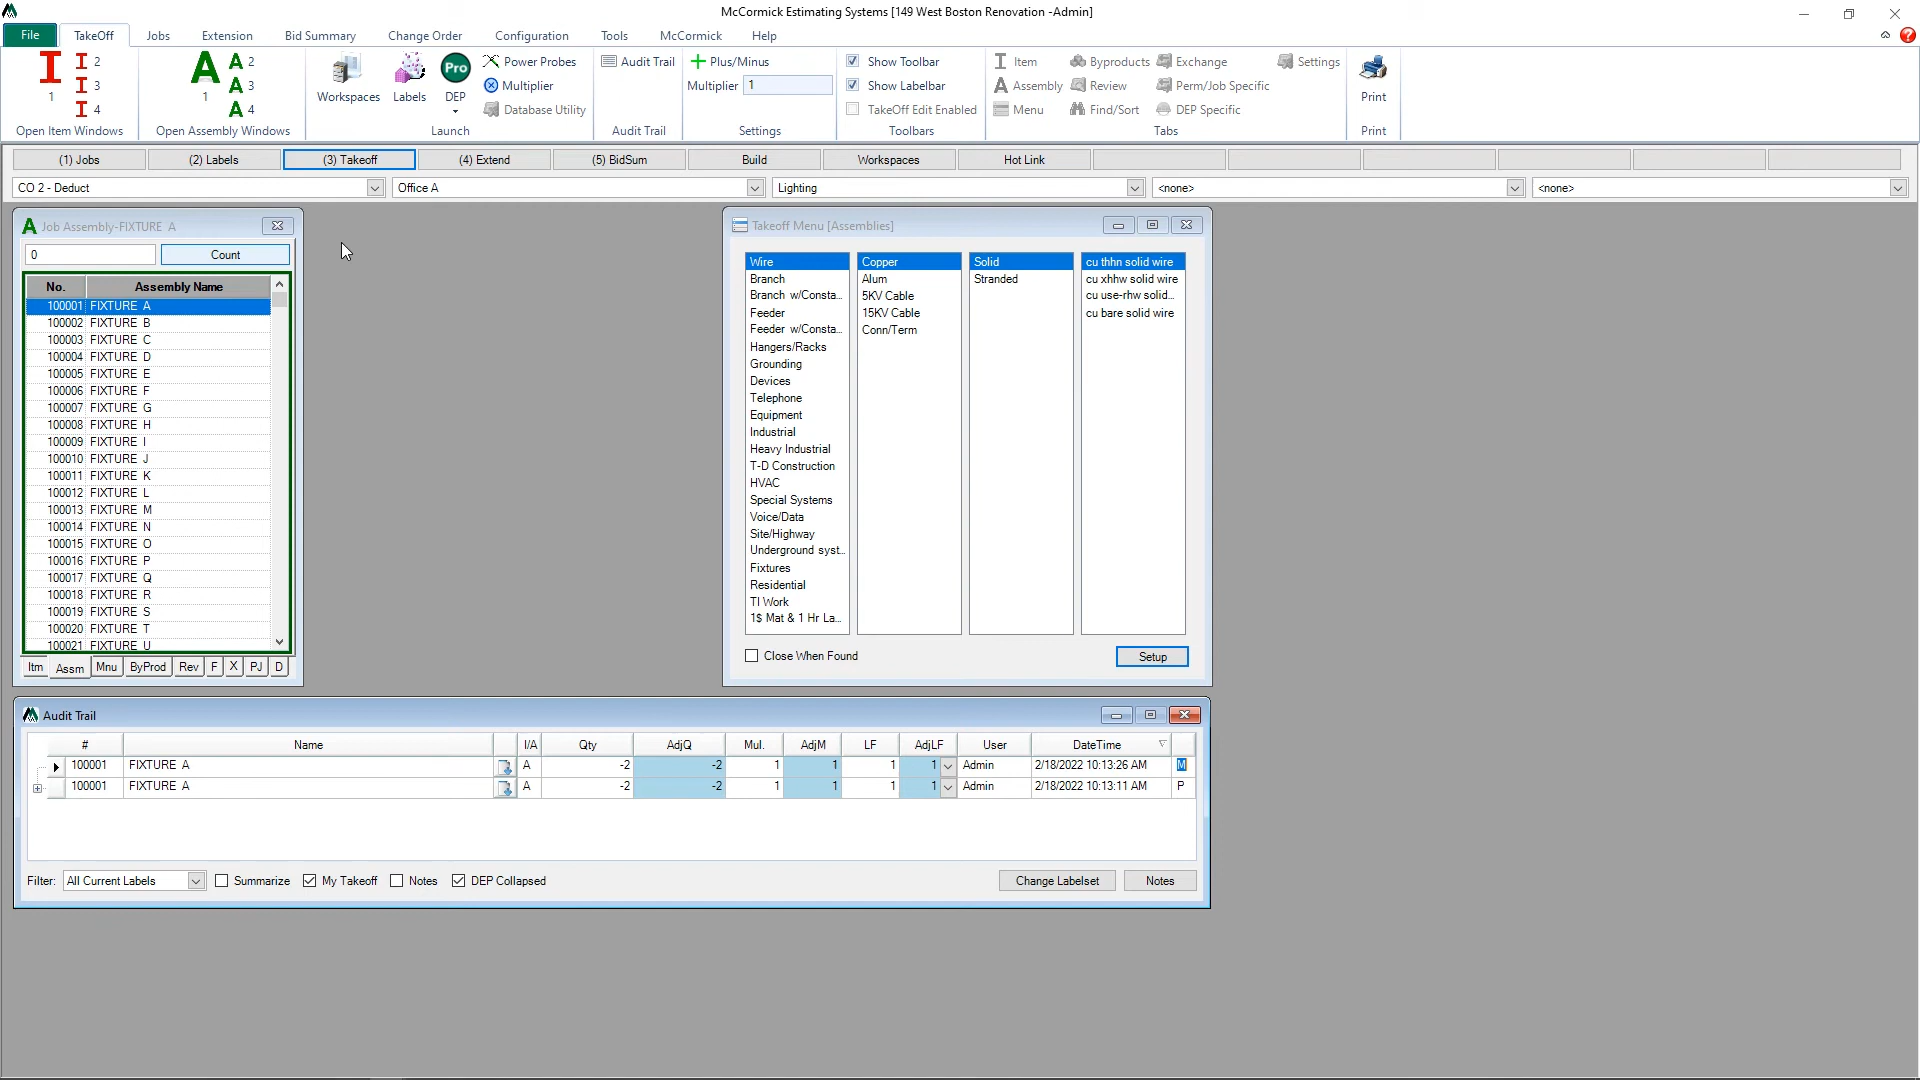 McCormick Estimating Systems [149 West Boston Renovation -Admin]
File TakeOff Jobs Extension Bid Summary Change Order Configuration Tools McCormick Help
1 2 3 4
Open Item Windows
1 2 3 4
Open Assembly Windows
Workspaces Labels Pro DEP
Power Probes
Multiplier
Database Utility
Launch
Audit Trail
Audit Trail
Plus/Minus
Multiplier 1
Settings
Show Toolbar
Show Labelbar
TakeOff Edit Enabled
Toolbars
Item Byproducts Exchange Settings
Assembly Review Perm/Job Specific
Menu Find/Sort DEP Specific
Tabs
Print
Print
(1) Jobs (2) Labels (3) Takeoff (4) Extend (5) BidSum Build Workspaces Hot Link
CO 2 - Deduct Office A Lighting <none> <none>
Job Assembly-FIXTURE A
0 Count
No. Assembly Name
100001 FIXTURE A
100002 FIXTURE B
100003 FIXTURE C
100004 FIXTURE D
100005 FIXTURE E
100006 FIXTURE F
100007 FIXTURE G
100008 FIXTURE H
100009 FIXTURE I
100010 FIXTURE J
100011 FIXTURE K
100012 FIXTURE L
100013 FIXTURE M
100014 FIXTURE N
100015 FIXTURE O
100016 FIXTURE P
100017 FIXTURE Q
100018 FIXTURE R
100019 FIXTURE S
100020 FIXTURE T
100021 FIXTURE U
Itm Assm Mnu ByProd Rev F X PJ D
Takeoff Menu [Assemblies]
Wire
Branch
Branch w/Consta...
Feeder
Feeder w/Consta...
Hangers/Racks
Grounding
Devices
Telephone
Equipment
Industrial
Heavy Industrial
T-D Construction
HVAC
Special Systems
Voice/Data
Site/Highway
Underground syst...
Fixtures
Residential
TI Work
1$ Mat & 1 Hr La...
Copper
Alum
5KV Cable
15KV Cable
Conn/Term
Solid
Stranded
cu thhn solid wire
cu xhhw solid wire
cu use-rhw solid...
cu bare solid wire
Close When Found Setup
Audit Trail
# Name I/A Qty AdjQ Mul. AdjM LF AdjLF User DateTime
100001 FIXTURE A A -2 -2 1 1 1 1 Admin 2/18/2022 10:13:26 AM M
100001 FIXTURE A A -2 -2 1 1 1 1 Admin 2/18/2022 10:13:11 AM P
Filter: All Current Labels Summarize My Takeoff Notes DEP Collapsed Change Labelset Notes